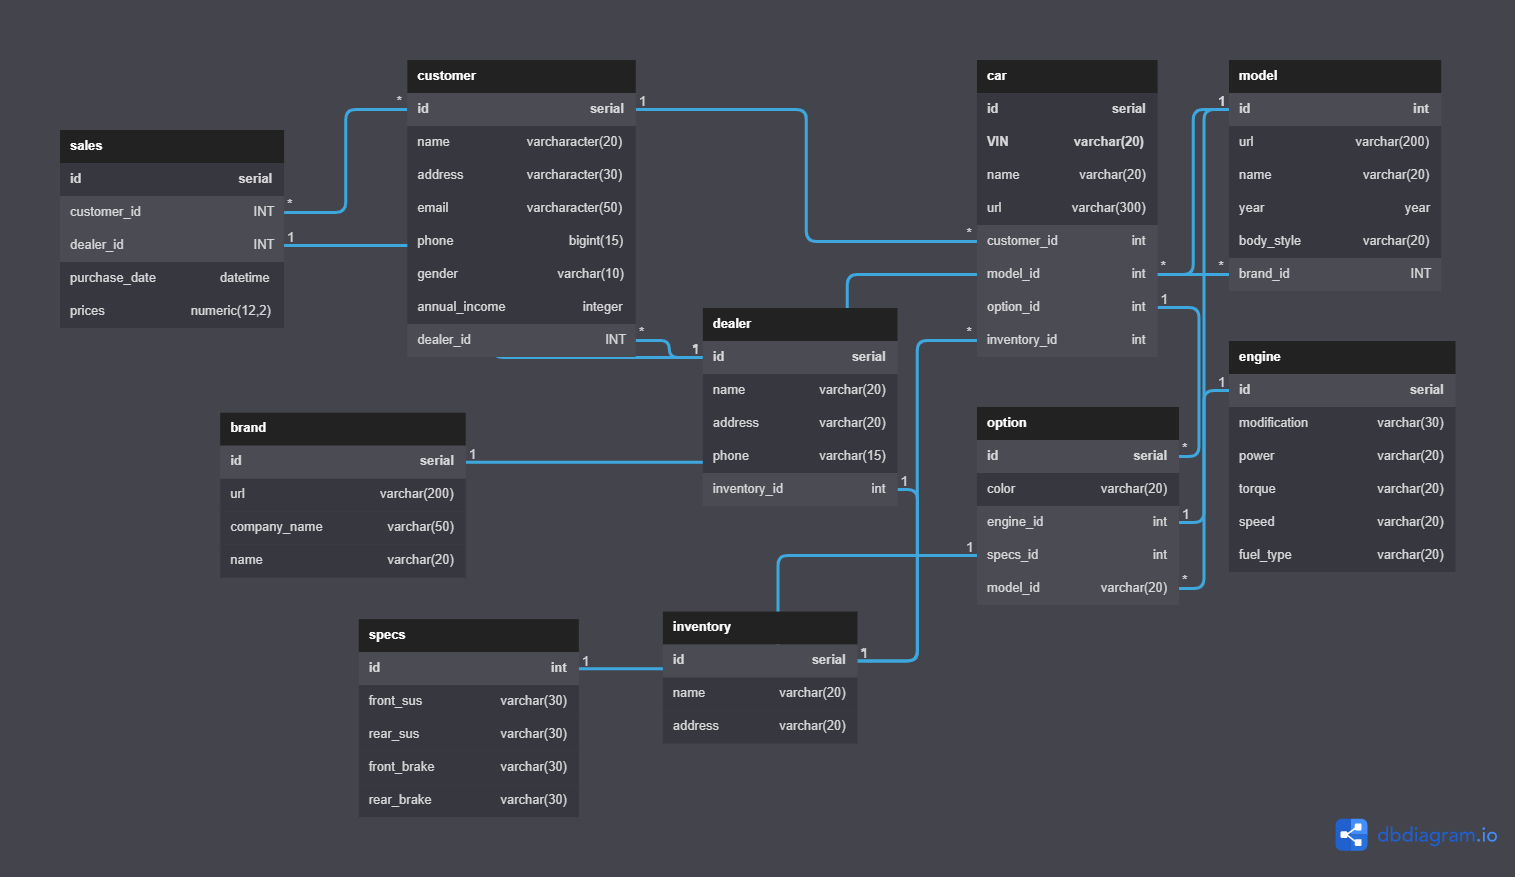 sales
id serial
customer_id INT
dealer_id INT
purchase_date datetime
prices numeric(12,2)
*
1
customer
id serial
name varcharacter(20)
address varcharacter(30)
email varcharacter(50)
phone bigint(15)
gender varchar(10)
annual_income integer
dealer_id INT
*
1
*
dealer
id serial
name varchar(20)
address varchar(20)
phone varchar(15)
inventory_id int
1
1
car
id serial
VIN varchar(20)
name varchar(20)
url varchar(300)
customer_id int
model_id int
option_id int
inventory_id int
*
*
*
1
model
id int
url varchar(200)
name varchar(20)
year year
body_style varchar(20)
brand_id INT
1
*
engine
id serial
modification varchar(30)
power varchar(20)
torque varchar(20)
speed varchar(20)
fuel_type varchar(20)
1
option
id serial
color varchar(20)
engine_id int
specs_id int
model_id varchar(20)
*
1
1
*
brand
id serial
url varchar(200)
company_name varchar(50)
name varchar(20)
1
specs
id int
front_sus varchar(30)
rear_sus varchar(30)
front_brake varchar(30)
rear_brake varchar(30)
1
inventory
id serial
name varchar(20)
address varchar(20)
1
dbdiagram.io